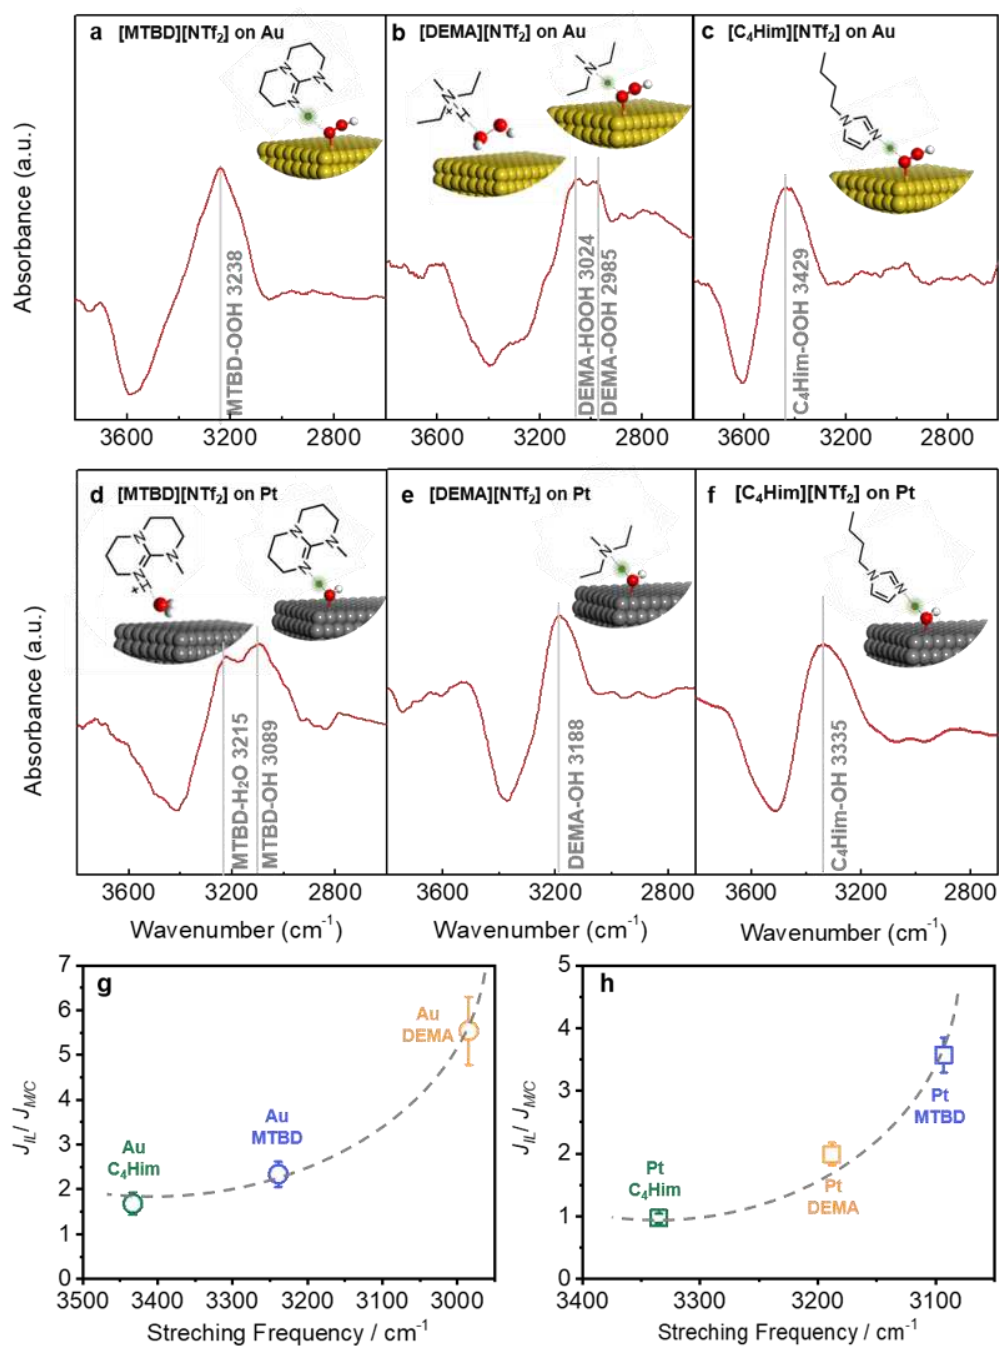 a [MTBD][NTf₂] on Au
b [DEMA][NTf₂] on Au
c [C₄Him][NTf₂] on Au
Absorbance (a.u.)
N
N
N
N
+
H
N
N
N
MTBD-OOH 3238
DEMA-HOOH 3024
DEMA-OOH 2985
C₄Him-OOH 3429
3600 3200 2800
3600 3200 2800
3600 3200 2800
d [MTBD][NTf₂] on Pt
e [DEMA][NTf₂] on Pt
f [C₄Him][NTf₂] on Pt
Absorbance (a.u.)
N
N
N
H
+
N
N
N
N
N
N
MTBD-H₂O 3215
MTBD-OH 3089
DEMA-OH 3188
C₄Him-OH 3335
3600 3200 2800
3600 3200 2800
3600 3200 2700
Wavenumber (cm⁻¹)
Wavenumber (cm⁻¹)
Wavenumber (cm⁻¹)
g
J_IL/ J_M/C
7
6
5
4
3
2
1
0
Au
C₄Him
Au
MTBD
Au
DEMA
3500 3400 3300 3200 3100 3000
Streching Frequency / cm⁻¹
h
J_IL/ J_M/C
5
4
3
2
1
0
Pt
C₄Him
Pt
DEMA
Pt
MTBD
3400 3300 3200 3100
Streching Frequency / cm⁻¹